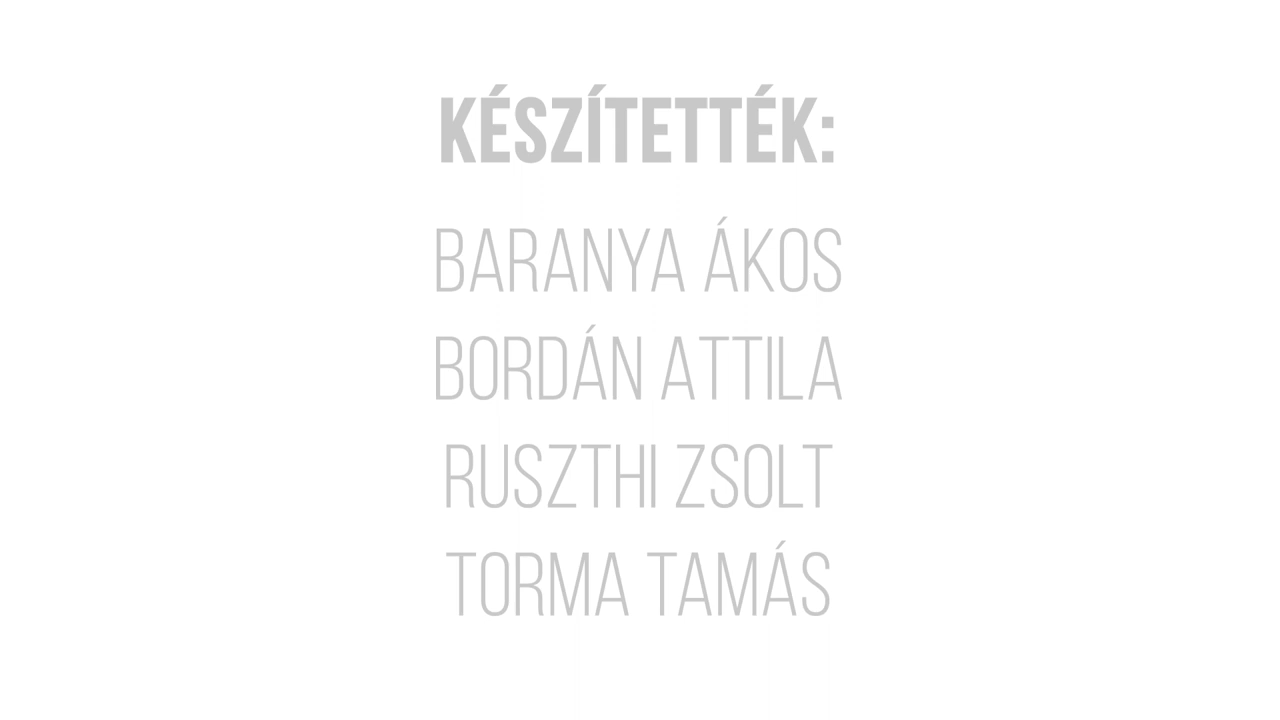 KÉSZÍTETTÉK:
BARANYA ÁKOS
BORDÁN ATTILA
RUSZTHI ZSOLT
TORMA TAMÁS